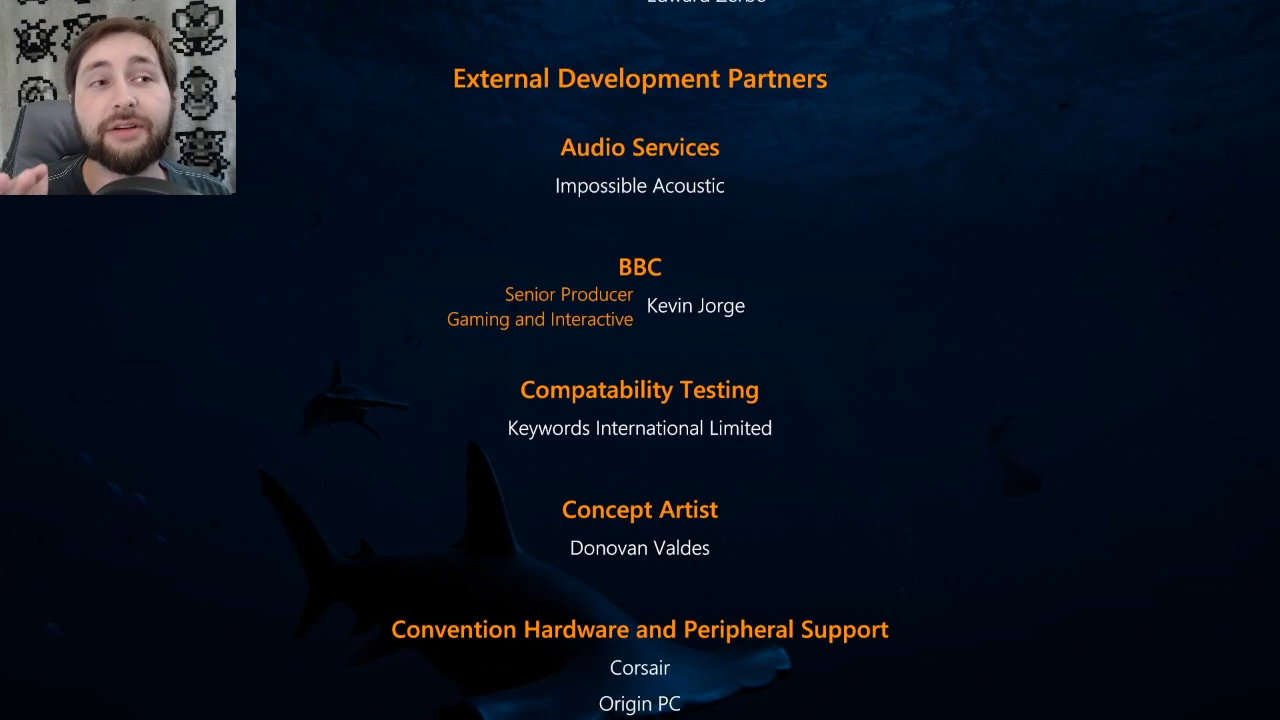 External Development Partners
Audio Services
Impossible Acoustic
BBC
Senior Producer
Gaming and Interactive
Kevin Jorge
Compatability Testing
Keywords International Limited
Concept Artist
Donovan Valdes
Convention Hardware and Peripheral Support
Corsair
Origin PC